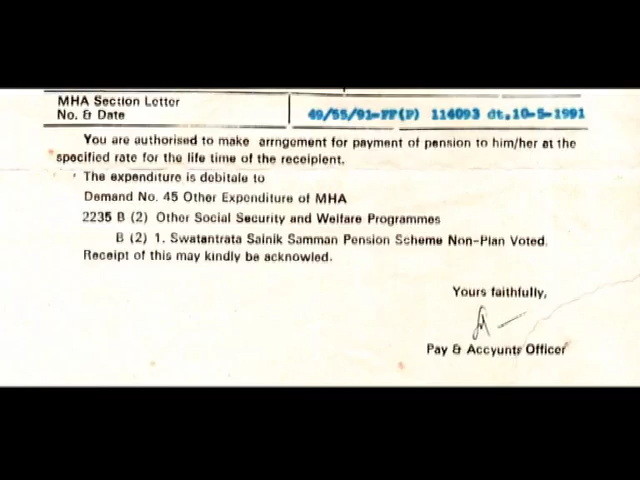 MHA Section Letter
No. & Date
49/55/91-FF(P) 114093 dt.10-5-1991
You are authorised to make arrngement for payment of pension to him/her at the
specified rate for the life time of the receipient.
The expenditure is debitale to
Demand No. 45 Other Expenditure of MHA
2235 B (2) Other Social Security and Welfare Programmes
B (2) 1. Swatantrata Sainik Samman Pension Scheme Non-Plan Voted.
Receipt of this may kindly be acknowled.
Yours faithfully,
Pay & Accyunts Officer